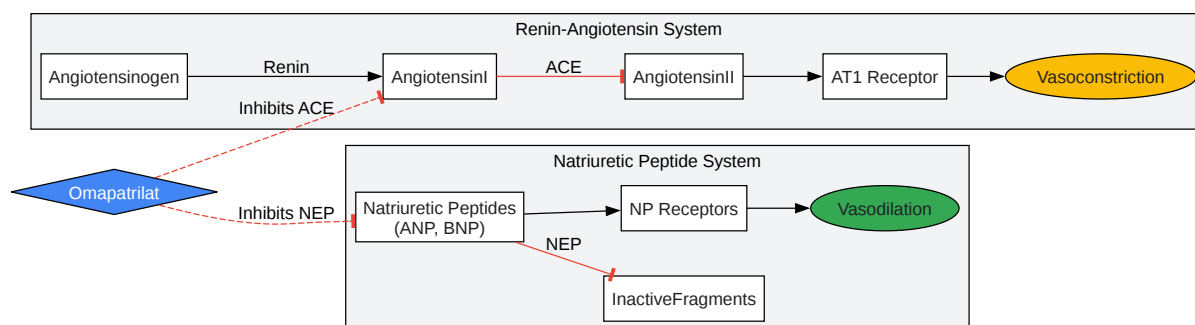 Renin-Angiotensin System
Angiotensinogen
Renin
AngiotensinI
ACE
AngiotensinII
AT1 Receptor
Vasoconstriction
Inhibits ACE
Omapatrilat
Inhibits NEP
Natriuretic Peptide System
Natriuretic Peptides
(ANP, BNP)
NP Receptors
Vasodilation
NEP
InactiveFragments